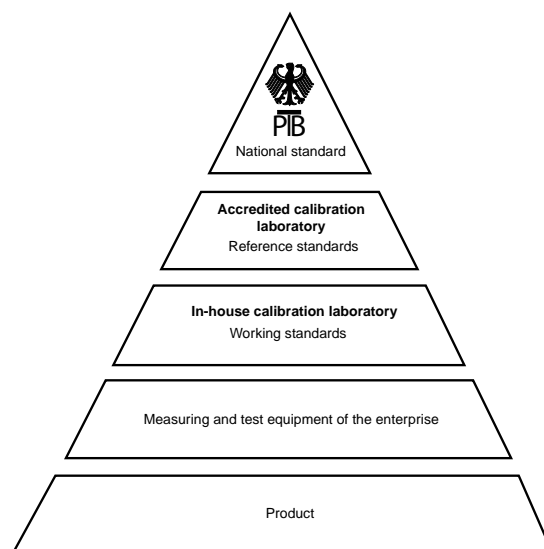 PTB
National standard
Accredited calibration
laboratory
Reference standards
In-house calibration laboratory
Working standards
Measuring and test equipment of the enterprise
Product